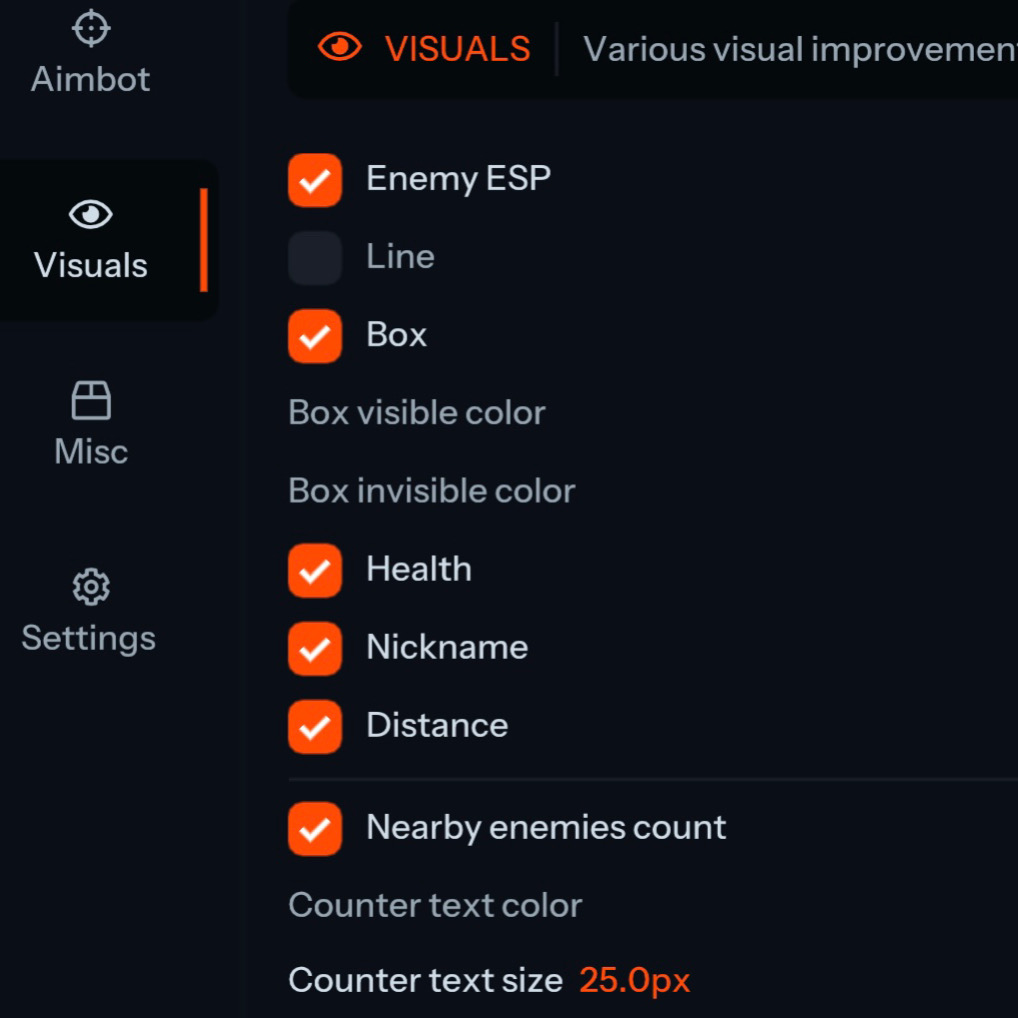 Aimbot
Visuals
Misc
Settings
VISUALS Various visual improvemen
Enemy ESP
Line
Box
Box visible color
Box invisible color
Health
Nickname
Distance
Nearby enemies count
Counter text color
Counter text size 25.0px